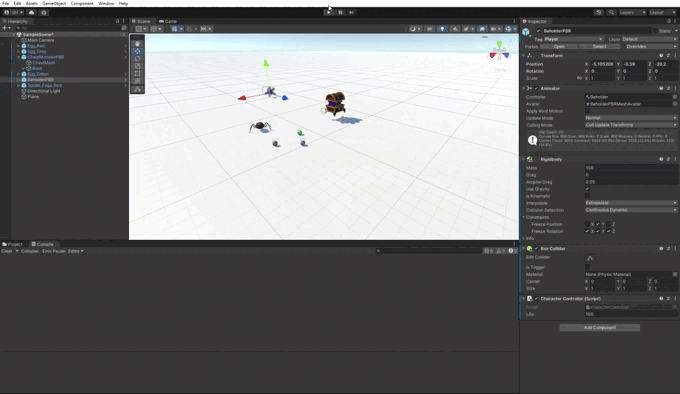 File Edit Assets GameObject Component Window Help
Layers Layout
Hierarchy
Scene Game
Inspector
All
SampleScene*
Main Camera
Egg_Red
Egg_Grey
ChestMonsterPBR
ChestMesh
Root
Egg_Green
BeholderPBR
Spider_Fuga_Red
Directional Light
Plane
Persp
BeholderPBR
Static
Tag Player Layer Default
Prefab Open Select Overrides
Transform
Position X -5.105208 Y -0.39 Z -20.2
Rotation X 0 Y 0 Z 0
Scale X 1 Y 1 Z 1
Animator
Controller Beholder
Avatar BeholderPBRMeshAvatar
Apply Root Motion
Update Mode Normal
Culling Mode Cull Update Transforms
Rigidbody
Mass 100
Drag 0
Angular Drag 0.05
Use Gravity
Is Kinematic
Interpolate Extrapolate
Collision Detection Continuous Dynamic
Constraints
Freeze Position X Y Z
Freeze Rotation X Y Z
Info
Box Collider
Edit Collider
Is Trigger
Material None (Physic Material)
Center X 0 Y 0 Z 0
Size X 1 Y 1 Z 1
Character Controller (Script)
Script
Life 100
Add Component
Project Console
Clear Collapse Error Pause Editor